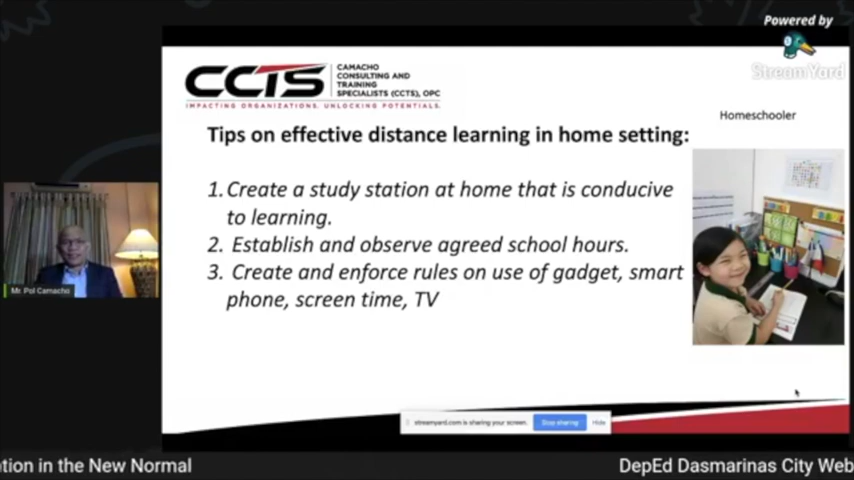 Powered by
StreamYard
CCTS
CAMACHO
CONSULTING AND
TRAINING
SPECIALISTS (CCTS), OPC
IMPACTING ORGANIZATIONS. UNLOCKING POTENTIALS.
Homeschooler
Tips on effective distance learning in home setting:
1. Create a study station at home that is conducive
to learning.
2. Establish and observe agreed school hours.
3. Create and enforce rules on use of gadget, smart
phone, screen time, TV
Mr. Pol Camacho
streamyard.com is sharing your screen.
Stop sharing
Hide
tion in the New Normal
DepEd Dasmarinas City Web